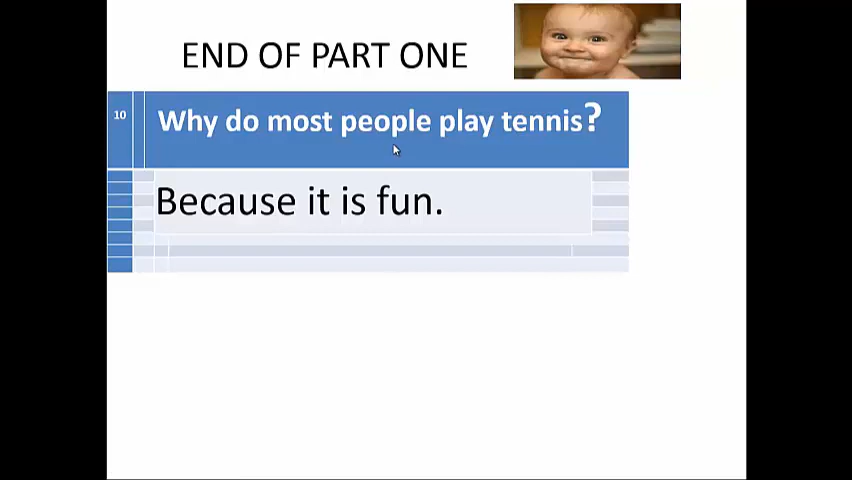 END OF PART ONE
10
Why do most people play tennis?
Because it is fun.